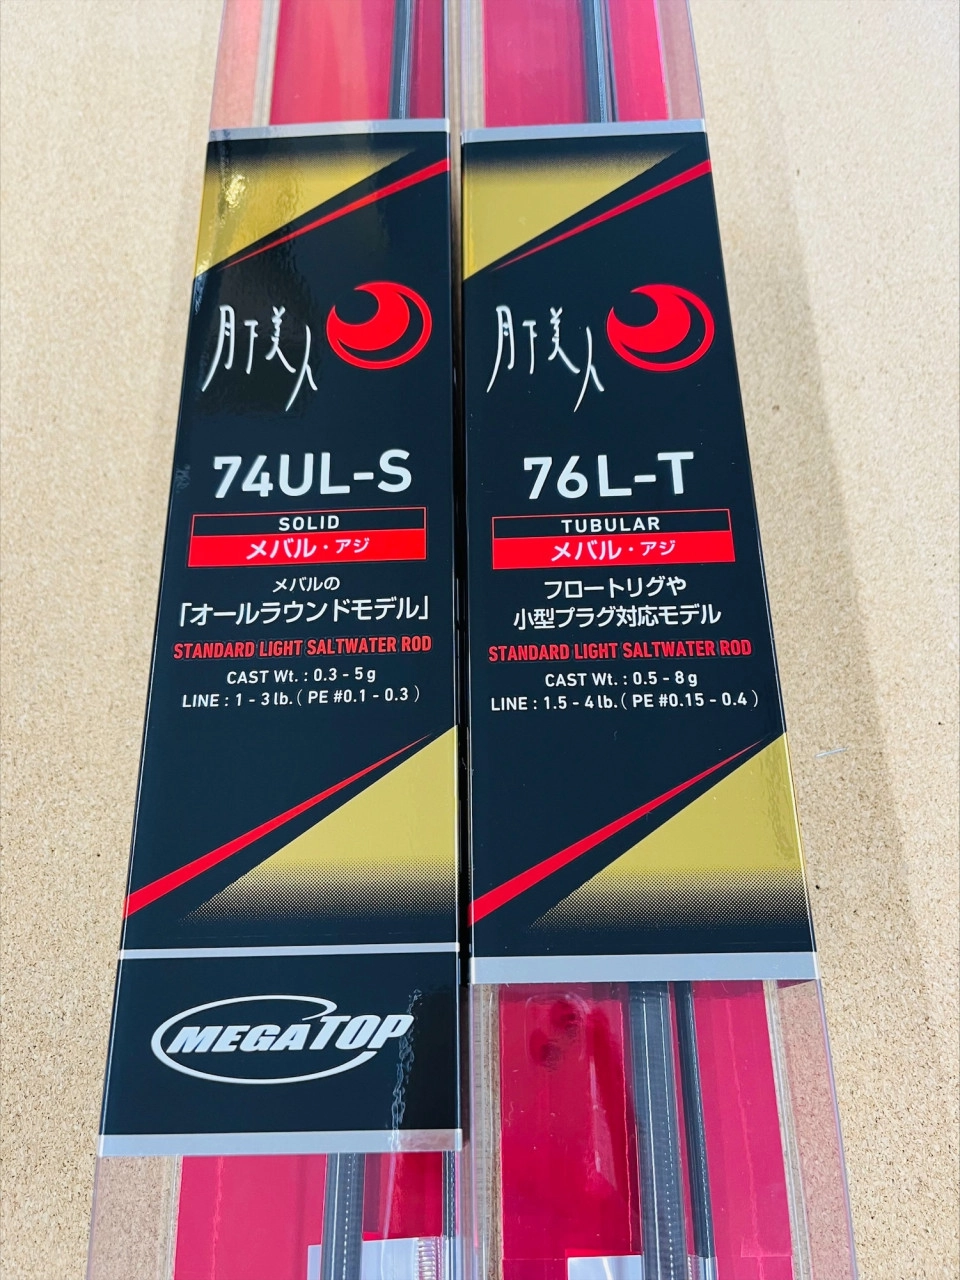 月下美人
74UL-S
SOLID
メバル・アジ
メバルの
「オールラウンドモデル」
STANDARD LIGHT SALTWATER ROD
CAST Wt. : 0.3 - 5 g
LINE : 1 - 3 lb. ( PE #0.1 - 0.3 )
MEGATOP
月下美人
76L-T
TUBULAR
メバル・アジ
フロートリグや
小型プラグ対応モデル
STANDARD LIGHT SALTWATER ROD
CAST Wt. : 0.5 - 8 g
LINE : 1.5 - 4 lb. ( PE #0.15 - 0.4 )